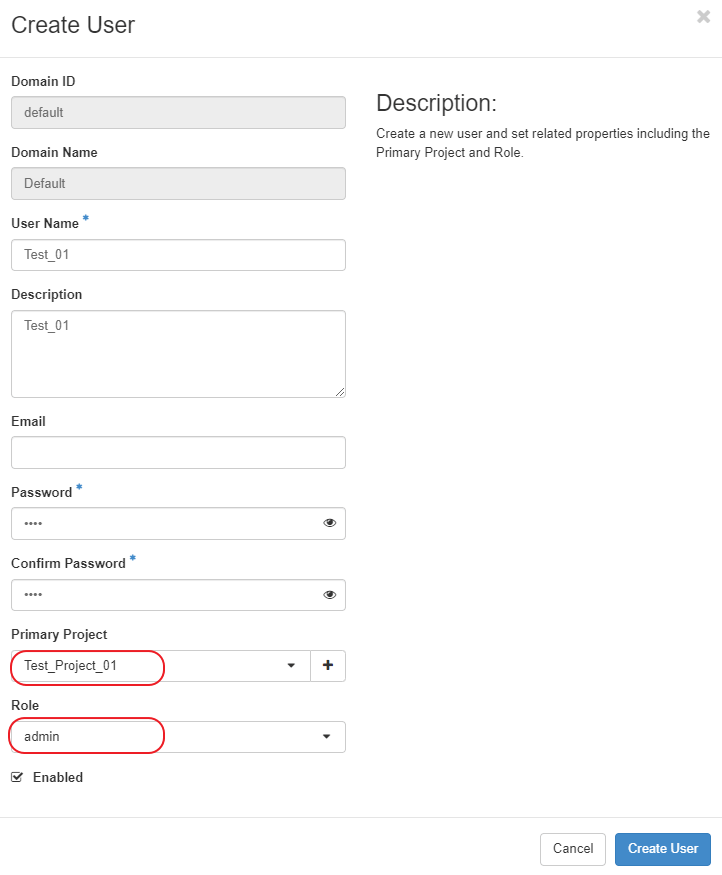 Create User
Domain ID
default
Domain Name
Default
User Name *
Test_01
Description
Test_01
Email
Password *
••••
Confirm Password *
••••
Primary Project
Test_Project_01
Role
admin
Enabled
Description:
Create a new user and set related properties including the
Primary Project and Role.
Cancel
Create User